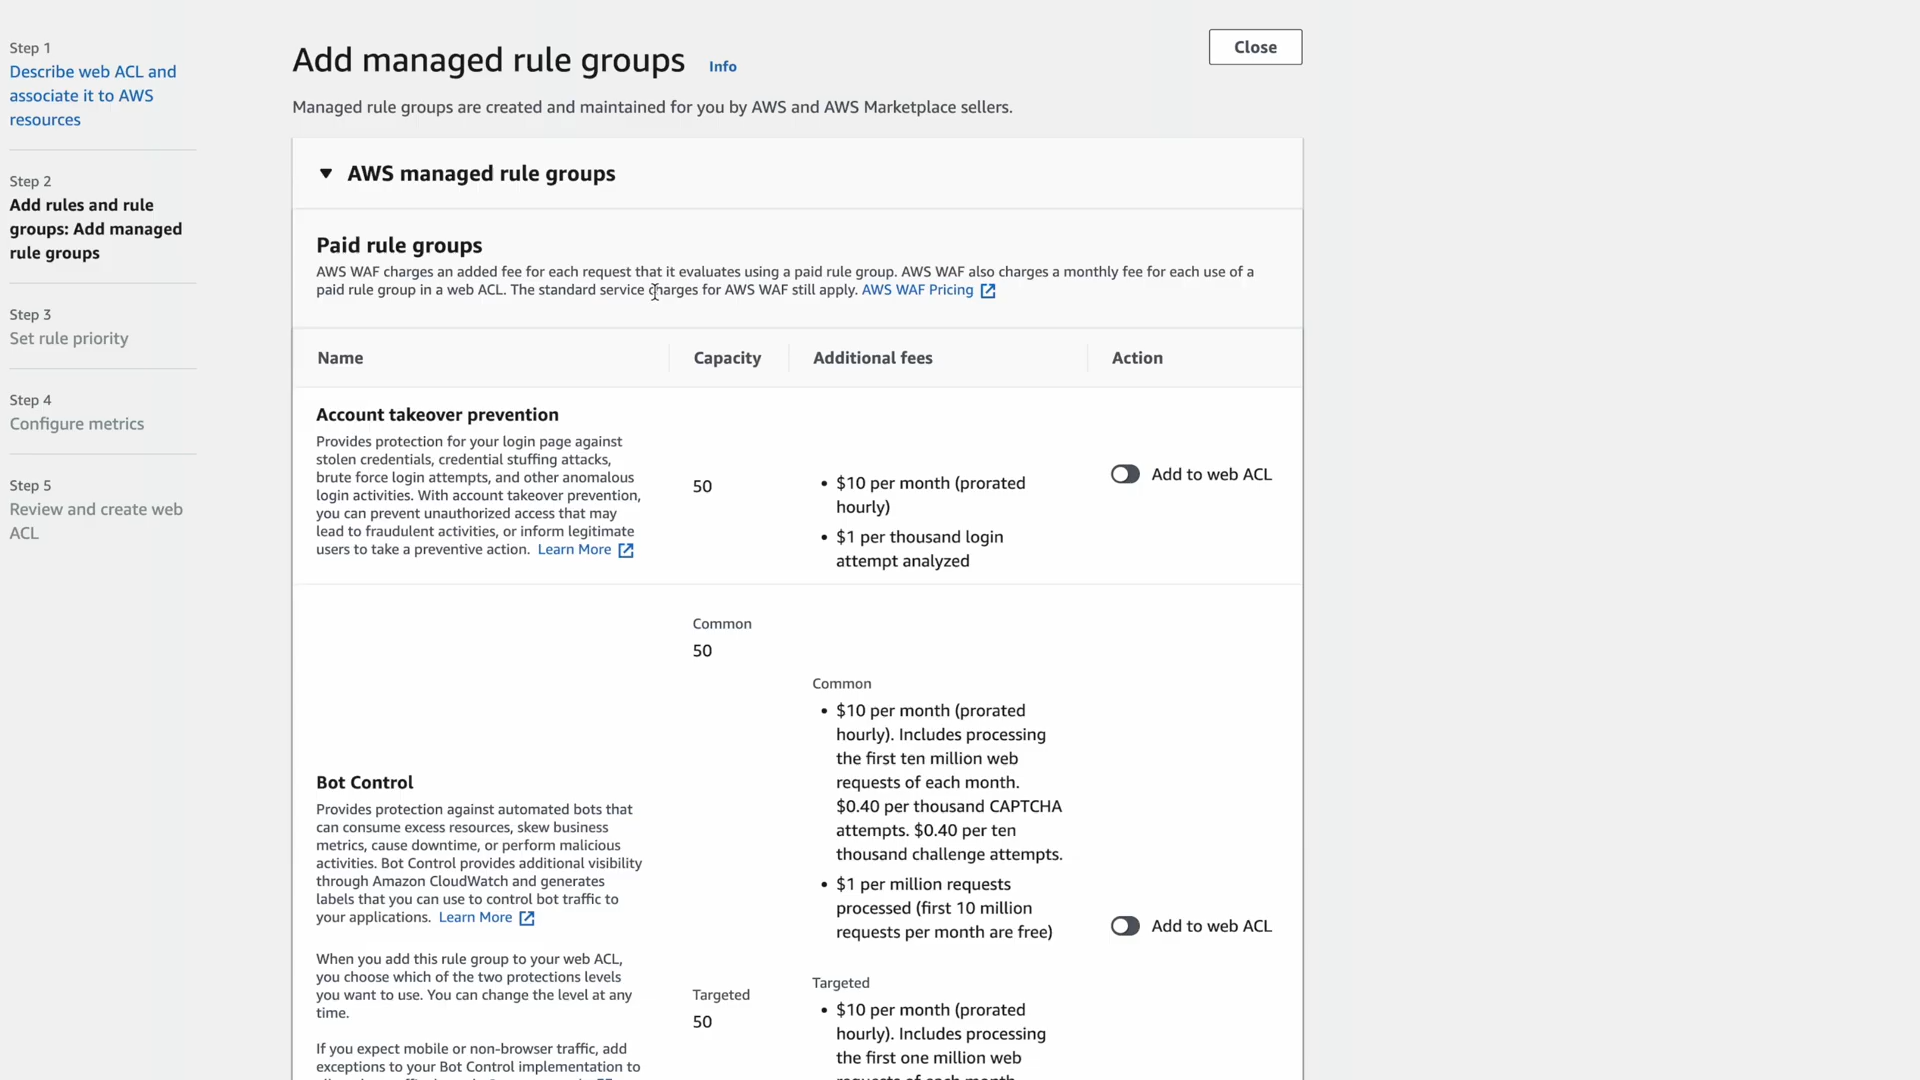 Step 1
Describe web ACL and
associate it to AWS
resources
Step 2
Add rules and rule
groups: Add managed
rule groups
Step 3
Set rule priority
Step 4
Configure metrics
Step 5
Review and create web
ACL
Add managed rule groups Info
Close
Managed rule groups are created and maintained for you by AWS and AWS Marketplace sellers.
AWS managed rule groups
Paid rule groups
AWS WAF charges an added fee for each request that it evaluates using a paid rule group. AWS WAF also charges a monthly fee for each use of a
paid rule group in a web ACL. The standard service charges for AWS WAF still apply. AWS WAF Pricing
Name Capacity Additional fees Action
Account takeover prevention
Provides protection for your login page against
stolen credentials, credential stuffing attacks,
brute force login attempts, and other anomalous
login activities. With account takeover prevention,
you can prevent unauthorized access that may
lead to fraudulent activities, or inform legitimate
users to take a preventive action. Learn More
50
• $10 per month (prorated
hourly)
• $1 per thousand login
attempt analyzed
Add to web ACL
Bot Control
Provides protection against automated bots that
can consume excess resources, skew business
metrics, cause downtime, or perform malicious
activities. Bot Control provides additional visibility
through Amazon CloudWatch and generates
labels that you can use to control bot traffic to
your applications. Learn More
When you add this rule group to your web ACL,
you choose which of the two protections levels
you want to use. You can change the level at any
time.
If you expect mobile or non-browser traffic, add
exceptions to your Bot Control implementation to
Common
50
Targeted
50
Common
• $10 per month (prorated
hourly). Includes processing
the first ten million web
requests of each month.
$0.40 per thousand CAPTCHA
attempts. $0.40 per ten
thousand challenge attempts.
• $1 per million requests
processed (first 10 million
requests per month are free)
Targeted
• $10 per month (prorated
hourly). Includes processing
the first one million web
requests of each month
Add to web ACL